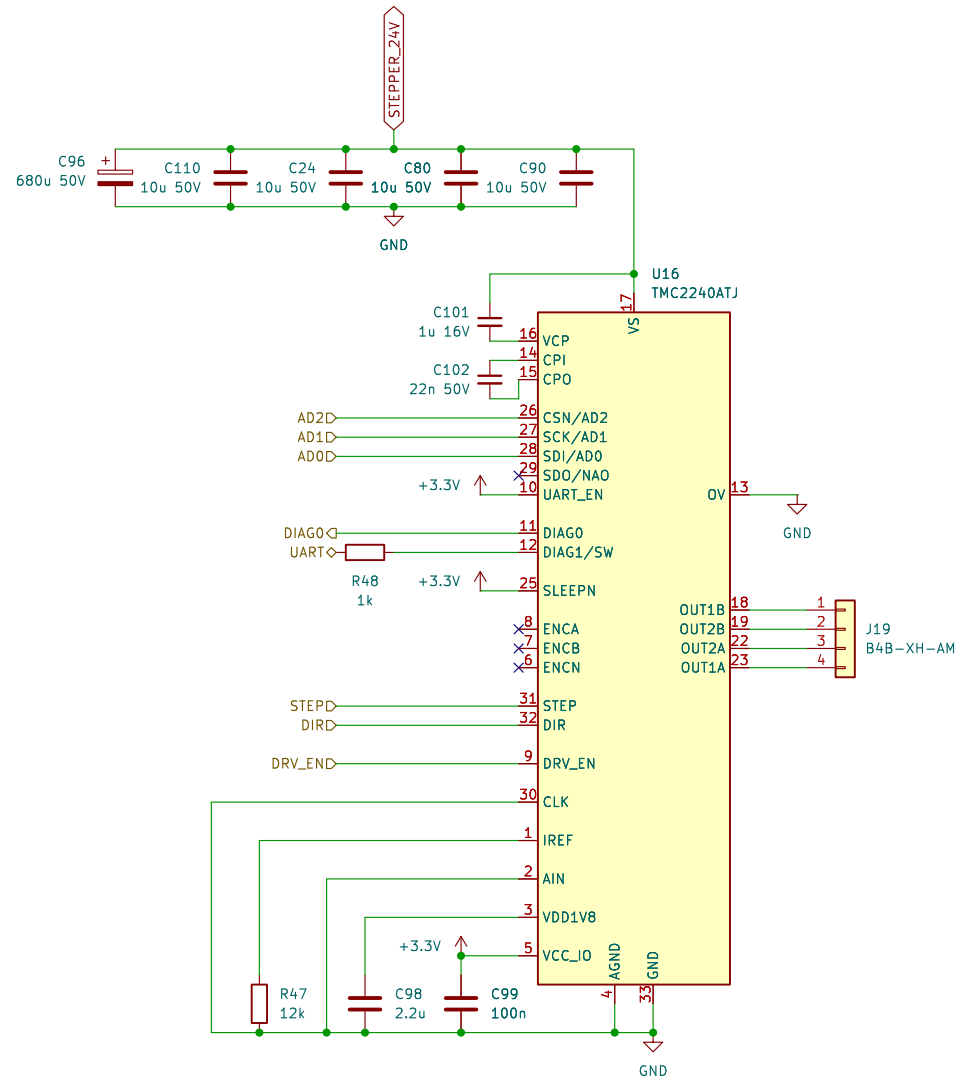 STEPPER_24V
C96
680u 50V
+
C110
10u 50V
C24
10u 50V
C80
10u 50V
C90
10u 50V
GND
U16
TMC2240ATJ
17
VS
C101
1u 16V
16
VCP
14
CPI
C102
22n 50V
15
CPO
AD2
26
CSN/AD2
AD1
27
SCK/AD1
AD0
28
SDI/AD0
29
SDO/NAO
+3.3V
10
UART_EN
13
OV
GND
DIAG0
11
DIAG0
UART
12
DIAG1/SW
R48
1k
+3.3V
25
SLEEPN
8
ENCA
7
ENCB
6
ENCN
OUT1B
18
1
OUT2B
19
2
OUT2A
22
3
OUT1A
23
4
J19
B4B-XH-AM
STEP
31
STEP
DIR
32
DIR
DRV_EN
9
DRV_EN
30
CLK
1
IREF
2
AIN
3
VDD1V8
+3.3V
5
VCC_IO
AGND
4
GND
33
R47
12k
C98
2.2u
C99
100n
GND